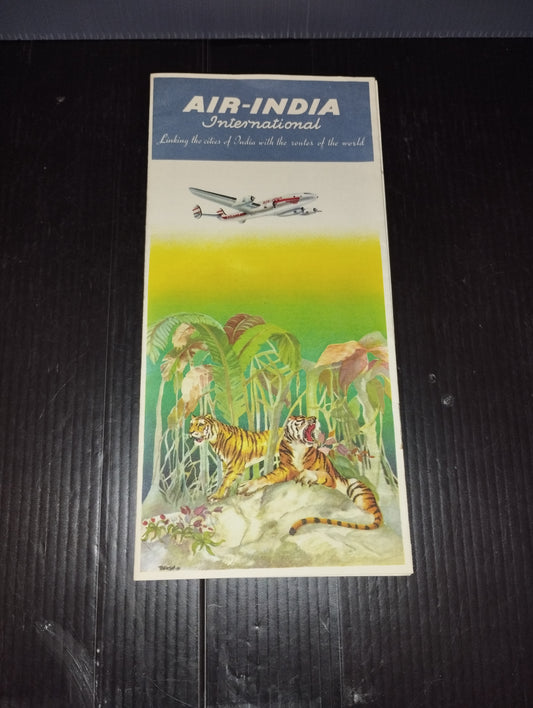 AIR-INDIA
International
Linking the cities of India with the routes of the world